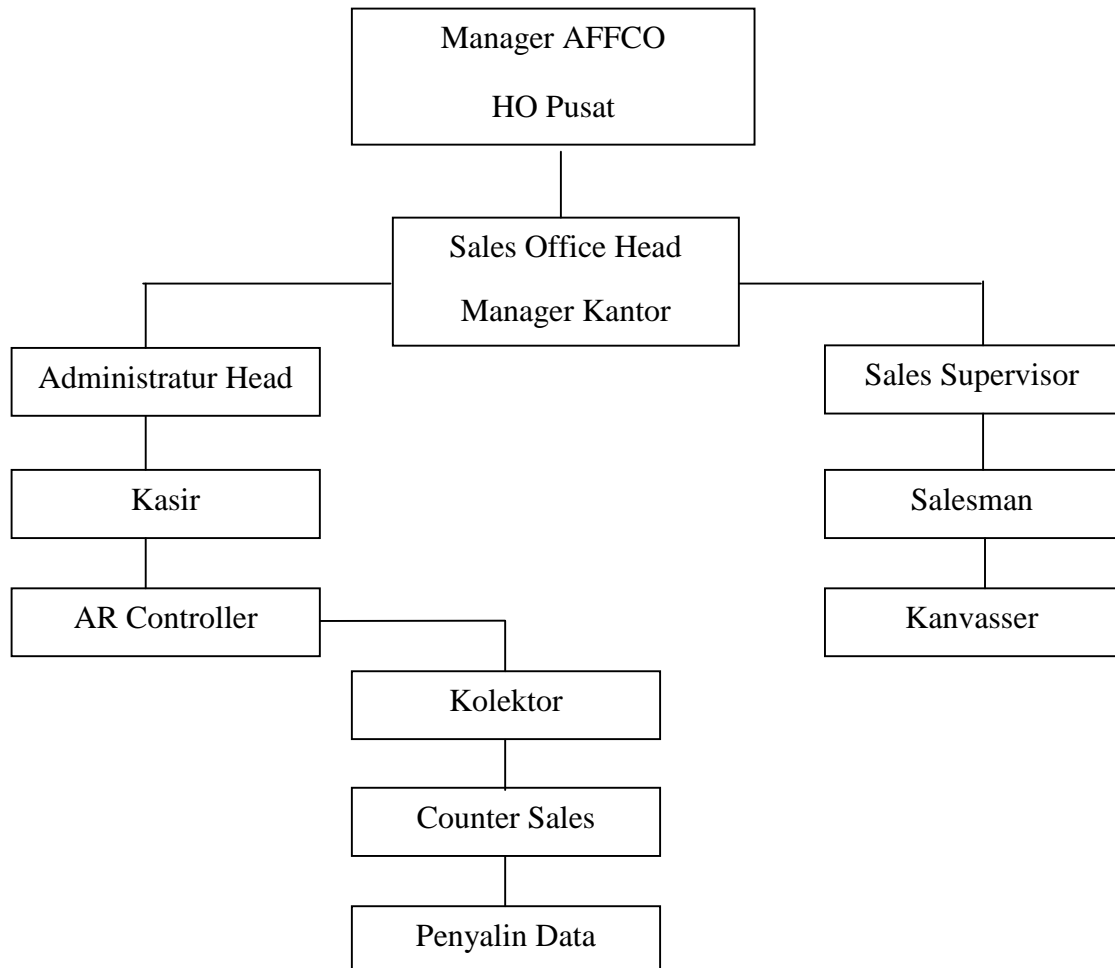 Manager AFFCO
HO Pusat
Sales Office Head
Manager Kantor
Administratur Head
Sales Supervisor
Kasir
Salesman
AR Controller
Kanvasser
Kolektor
Counter Sales
Penyalin Data